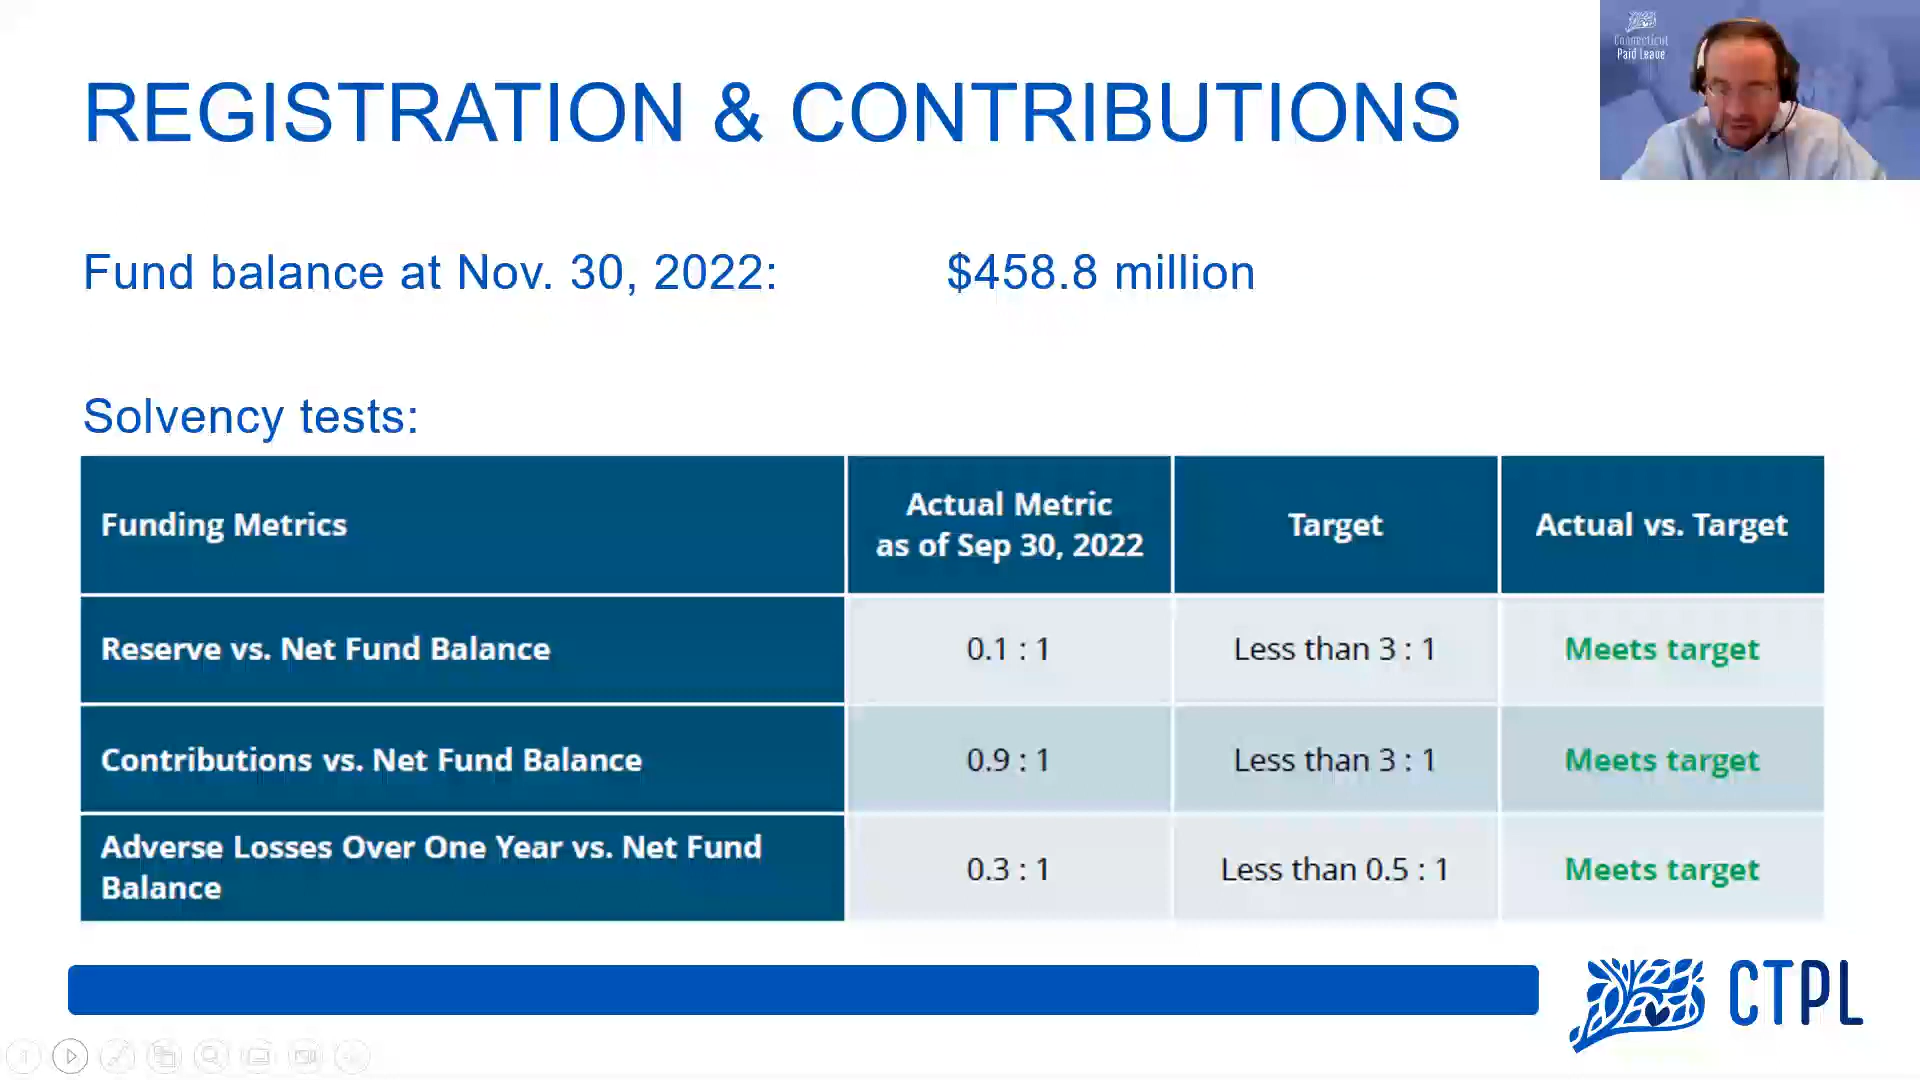 REGISTRATION & CONTRIBUTIONS
Connecticut
Paid Leave
Fund balance at Nov. 30, 2022: $458.8 million
Solvency tests:
Funding Metrics
Actual Metric
as of Sep 30, 2022
Target
Actual vs. Target
Reserve vs. Net Fund Balance
0.1 : 1
Less than 3 : 1
Meets target
Contributions vs. Net Fund Balance
0.9 : 1
Less than 3 : 1
Meets target
Adverse Losses Over One Year vs. Net Fund
Balance
0.3 : 1
Less than 0.5 : 1
Meets target
CTPL